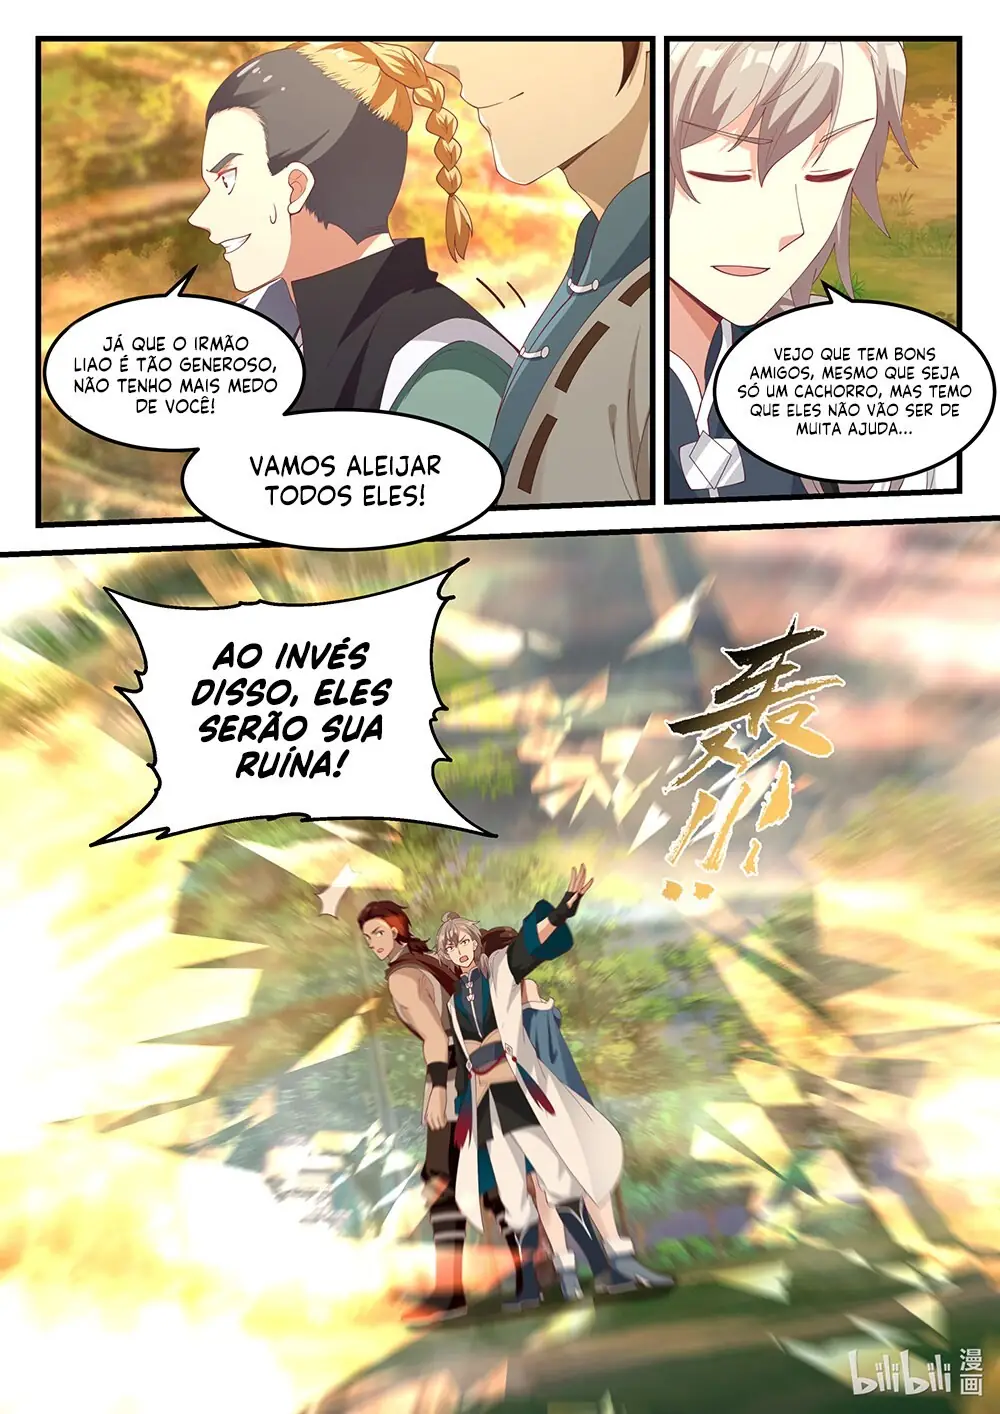 JÁ QUE O IRMÃO
LIAO É TÃO GENEROSO,
NÃO TENHO MAIS MEDO
DE VOCÊ!
VAMOS ALEIJAR
TODOS ELES!
VEJO QUE TEM BONS
AMIGOS, MESMO QUE SEJA
SÓ UM CACHORRO, MAS TEMO
QUE ELES NÃO VÃO SER DE
MUITA AJUDA...
AO INVÉS
DISSO, ELES
SERÃO SUA
RUÍNA!
轰!!
bilibili 漫画